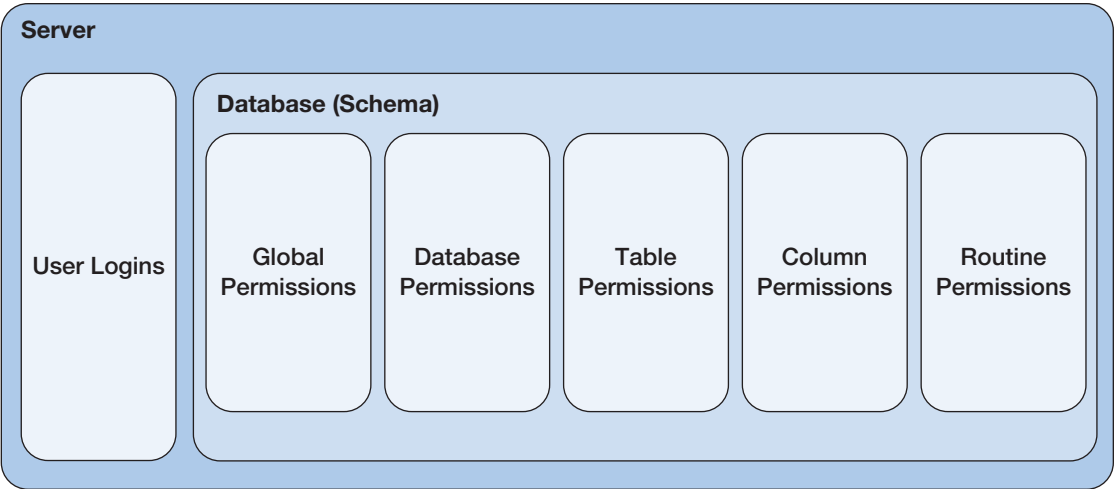 Server
Database (Schema)
User Logins
Global
Permissions
Database
Permissions
Table
Permissions
Column
Permissions
Routine
Permissions